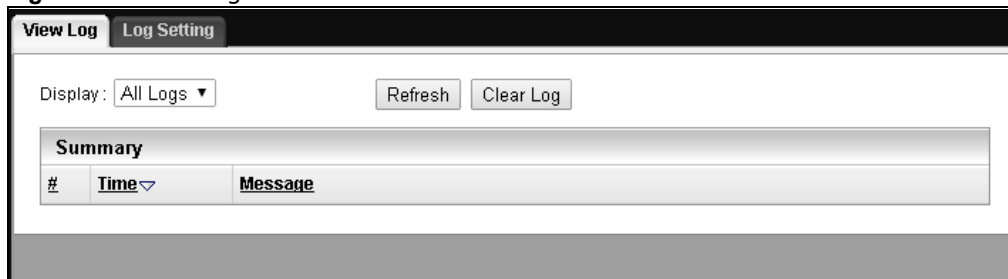 View Log Log Setting
Display : All Logs Refresh Clear Log
Summary
# Time Message